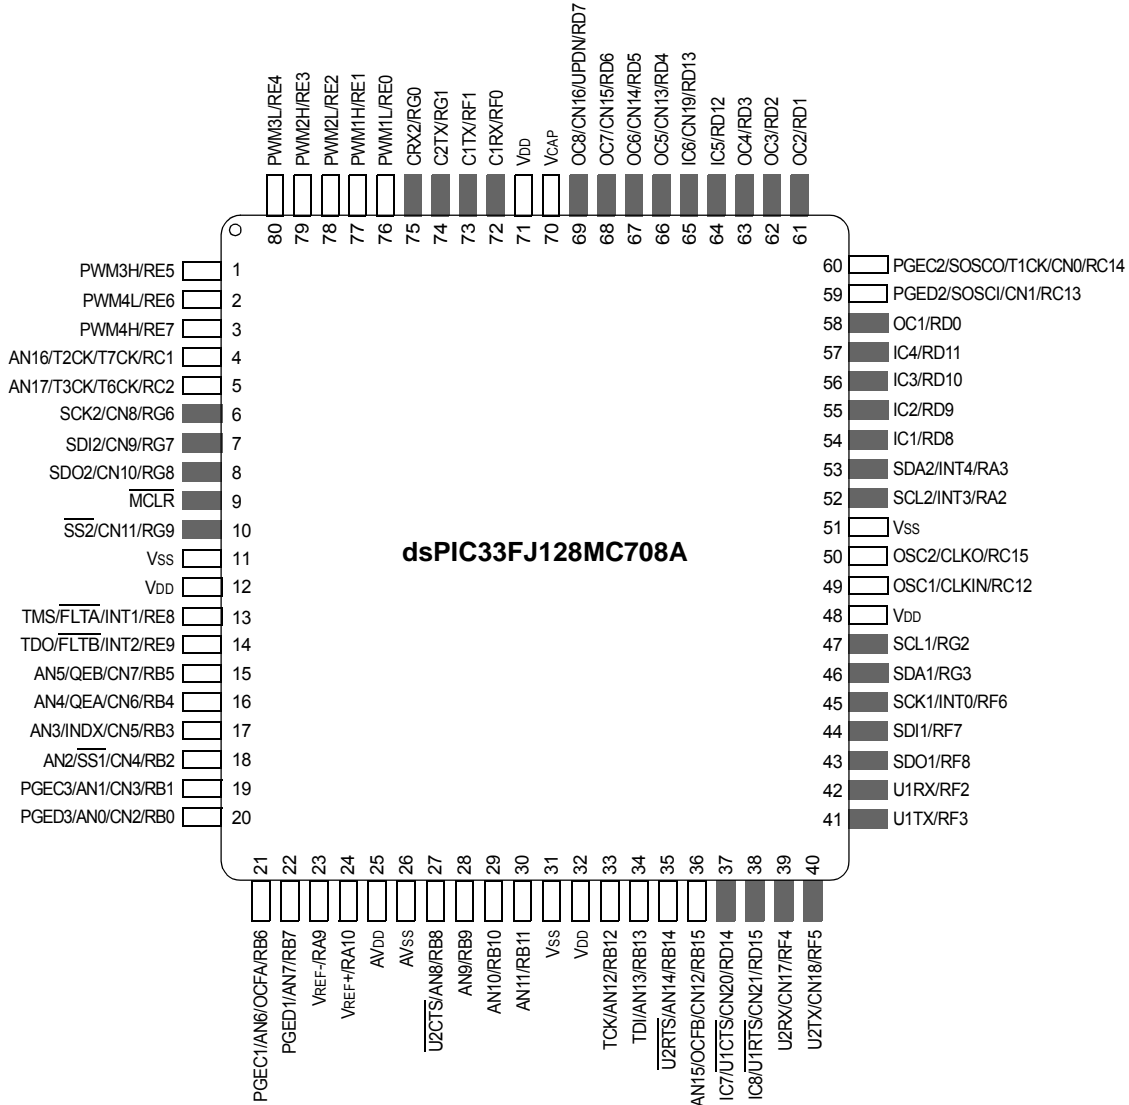 PWM3L/RE4
PWM2H/RE3
PWM2L/RE2
PWM1H/RE1
PWM1L/RE0
CRX2/RG0
C2TX/RG1
C1TX/RF1
C1RX/RF0
VDD
VCAP
OC8/CN16/UPDN/RD7
OC7/CN15/RD6
OC6/CN14/RD5
OC5/CN13/RD4
IC6/CN19/RD13
IC5/RD12
OC4/RD3
OC3/RD2
OC2/RD1
80
79
78
77
76
75
74
73
72
71
70
69
68
67
66
65
64
63
62
61
PWM3H/RE5 1
PWM4L/RE6 2
PWM4H/RE7 3
AN16/T2CK/T7CK/RC1 4
AN17/T3CK/T6CK/RC2 5
SCK2/CN8/RG6 6
SDI2/CN9/RG7 7
SDO2/CN10/RG8 8
MCLR 9
SS2/CN11/RG9 10
VSS 11
VDD 12
TMS/FLTA/INT1/RE8 13
TDO/FLTB/INT2/RE9 14
AN5/QEB/CN7/RB5 15
AN4/QEA/CN6/RB4 16
AN3/INDX/CN5/RB3 17
AN2/SS1/CN4/RB2 18
PGEC3/AN1/CN3/RB1 19
PGED3/AN0/CN2/RB0 20
dsPIC33FJ128MC708A
60 PGEC2/SOSCO/T1CK/CN0/RC14
59 PGED2/SOSCI/CN1/RC13
58 OC1/RD0
57 IC4/RD11
56 IC3/RD10
55 IC2/RD9
54 IC1/RD8
53 SDA2/INT4/RA3
52 SCL2/INT3/RA2
51 VSS
50 OSC2/CLKO/RC15
49 OSC1/CLKIN/RC12
48 VDD
47 SCL1/RG2
46 SDA1/RG3
45 SCK1/INT0/RF6
44 SDI1/RF7
43 SDO1/RF8
42 U1RX/RF2
41 U1TX/RF3
21
22
23
24
25
26
27
28
29
30
31
32
33
34
35
36
37
38
39
40
PGEC1/AN6/OCFA/RB6
PGED1/AN7/RB7
VREF-/RA9
VREF+/RA10
AVDD
AVSS
U2CTS/AN8/RB8
AN9/RB9
AN10/RB10
AN11/RB11
VSS
VDD
TCK/AN12/RB12
TDI/AN13/RB13
U2RTS/AN14/RB14
AN15/OCFB/CN12/RB15
IC7/U1CTS/CN20/RD14
IC8/U1RTS/CN21/RD15
U2RX/CN17/RF4
U2TX/CN18/RF5